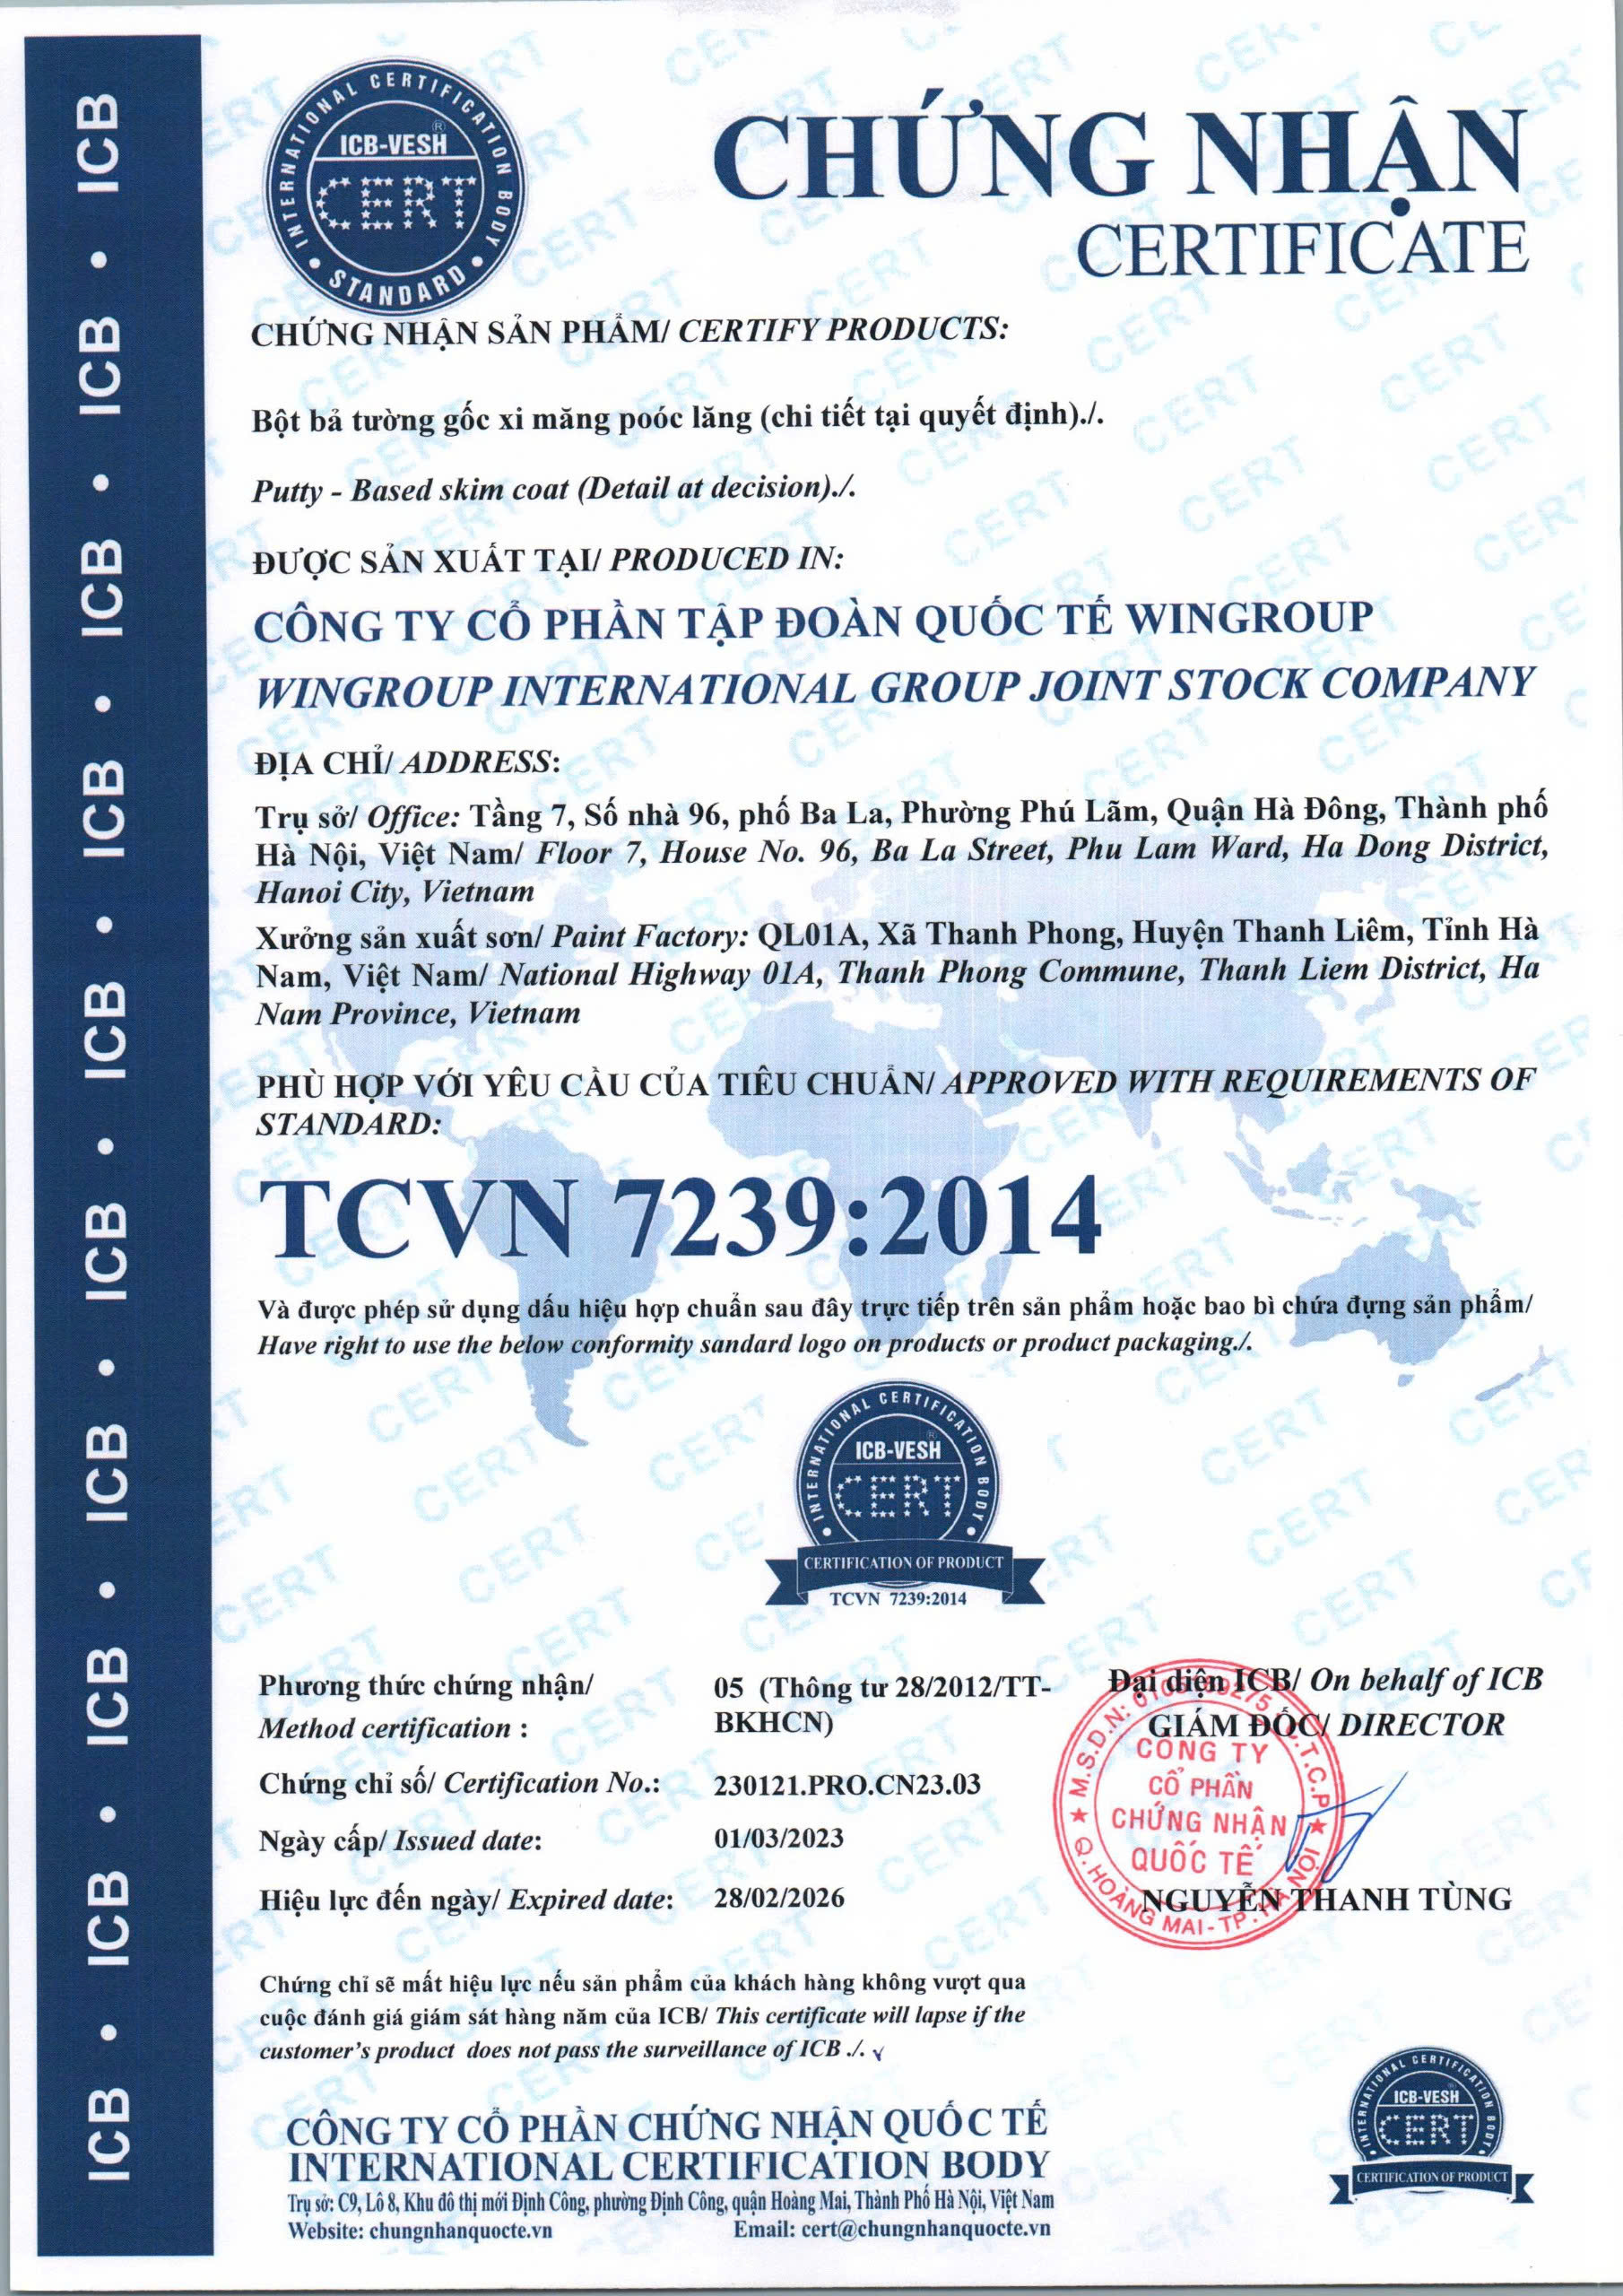 ICB • ICB • ICB • ICB • ICB • ICB • ICB • ICB • ICB • ICB
INTERNATIONAL CERTIFICATION BODY
ICB-VESH®
CERT
• STANDARD •
CHỨNG NHẬN
CERTIFICATE
CHỨNG NHẬN SẢN PHẨM/ CERTIFY PRODUCTS:
Bột bả tường gốc xi măng poóc lăng (chi tiết tại quyết định)./.
Putty - Based skim coat (Detail at decision)./.
ĐƯỢC SẢN XUẤT TẠI/ PRODUCED IN:
CÔNG TY CỔ PHẦN TẬP ĐOÀN QUỐC TẾ WINGROUP
WINGROUP INTERNATIONAL GROUP JOINT STOCK COMPANY
ĐỊA CHỈ/ ADDRESS:
Trụ sở/ Office: Tầng 7, Số nhà 96, phố Ba La, Phường Phú Lãm, Quận Hà Đông, Thành phố
Hà Nội, Việt Nam/ Floor 7, House No. 96, Ba La Street, Phu Lam Ward, Ha Dong District,
Hanoi City, Vietnam
Xưởng sản xuất sơn/ Paint Factory: QL01A, Xã Thanh Phong, Huyện Thanh Liêm, Tỉnh Hà
Nam, Việt Nam/ National Highway 01A, Thanh Phong Commune, Thanh Liem District, Ha
Nam Province, Vietnam
PHÙ HỢP VỚI YÊU CẦU CỦA TIÊU CHUẨN/ APPROVED WITH REQUIREMENTS OF
STANDARD:
TCVN 7239:2014
Và được phép sử dụng dấu hiệu hợp chuẩn sau đây trực tiếp trên sản phẩm hoặc bao bì chứa đựng sản phẩm/
Have right to use the below conformity sandard logo on products or product packaging./.
INTERNATIONAL CERTIFICATION BODY
ICB-VESH®
CERT
CERTIFICATION OF PRODUCT
TCVN 7239:2014
Phương thức chứng nhận/
Method certification :
05 (Thông tư 28/2012/TT-
BKHCN)
Chứng chỉ số/ Certification No.: 230121.PRO.CN23.03
Ngày cấp/ Issued date: 01/03/2023
Hiệu lực đến ngày/ Expired date: 28/02/2026
Đại diện ICB/ On behalf of ICB
GIÁM ĐỐC/ DIRECTOR
M.S.D.N:
C.T.C.P
CÔNG TY
CỔ PHẦN
CHỨNG NHẬN
QUỐC TẾ
Q. HOÀNG MAI - TP. HÀ NỘI
NGUYỄN THANH TÙNG
Chứng chỉ sẽ mất hiệu lực nếu sản phẩm của khách hàng không vượt qua
cuộc đánh giá giám sát hàng năm của ICB/ This certificate will lapse if the
customer's product does not pass the surveillance of ICB ./.
CÔNG TY CỔ PHẦN CHỨNG NHẬN QUỐC TẾ
INTERNATIONAL CERTIFICATION BODY
Trụ sở: C9, Lô 8, Khu đô thị mới Định Công, phường Định Công, quận Hoàng Mai, Thành Phố Hà Nội, Việt Nam
Website: chungnhanquocte.vn Email: cert@chungnhanquocte.vn
INTERNATIONAL CERTIFICATION BODY
ICB-VESH
CERT
CERTIFICATION OF PRODUCT